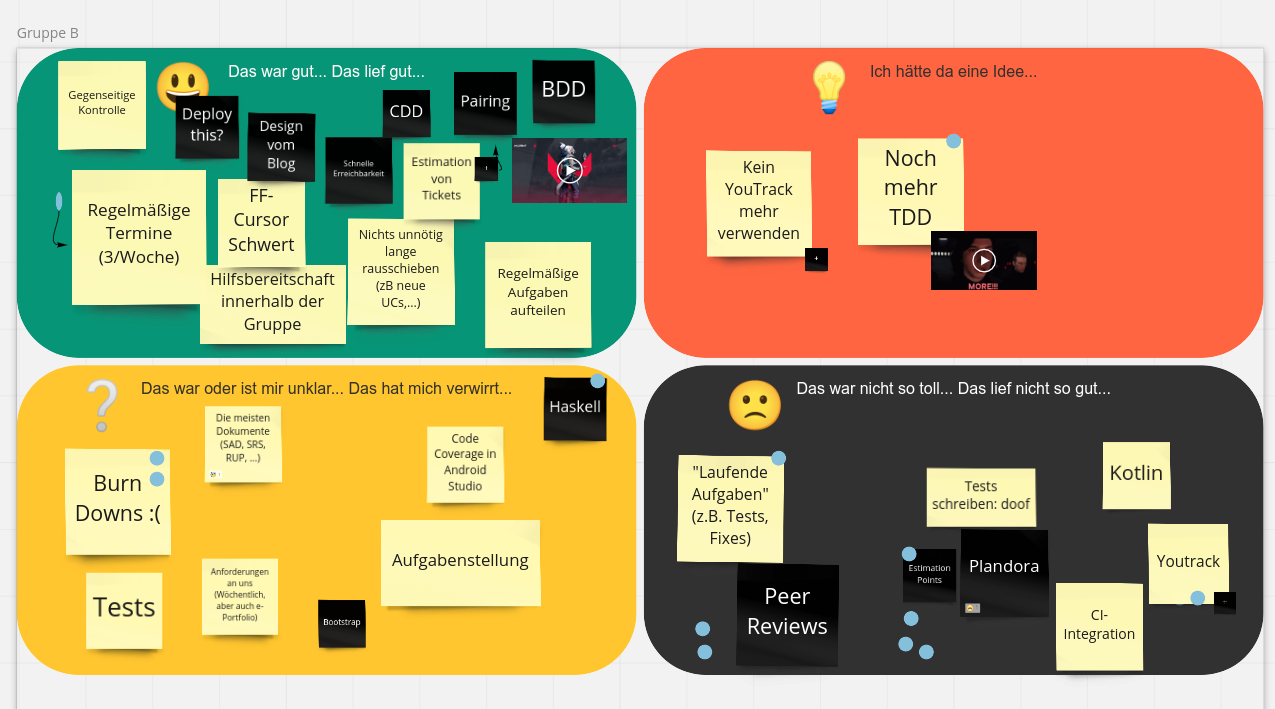 Gruppe B
Das war gut... Das lief gut...
Gegenseitige
Kontrolle
Deploy
this?
Design
vom
Blog
CDD
Pairing
BDD
Schnelle
Erreichbarkeit
Estimation
von
Tickets
+
Regelmäßige
Termine
(3/Woche)
FF-
Cursor
Schwert
Hilfsbereitschaft
innerhalb der
Gruppe
Nichts unnötig
lange
rausschieben
(zB neue
UCs,...)
Regelmäßige
Aufgaben
aufteilen
Ich hätte da eine Idee...
Kein
YouTrack
mehr
verwenden
+
Noch
mehr
TDD
MORE!!!
Das war oder ist mir unklar... Das hat mich verwirrt...
Haskell
Die meisten
Dokumente
(SAD, SRS,
RUP, ...)
Code
Coverage in
Android
Studio
Burn
Downs :(
Aufgabenstellung
Tests
Anforderungen
an uns
(Wöchentlich,
aber auch e-
Portfolio)
Bootstrap
Das war nicht so toll... Das lief nicht so gut...
"Laufende
Aufgaben"
(z.B. Tests,
Fixes)
Tests
schreiben: doof
Kotlin
Estimation
Points
Plandora
Youtrack
Peer
Reviews
CI-
Integration